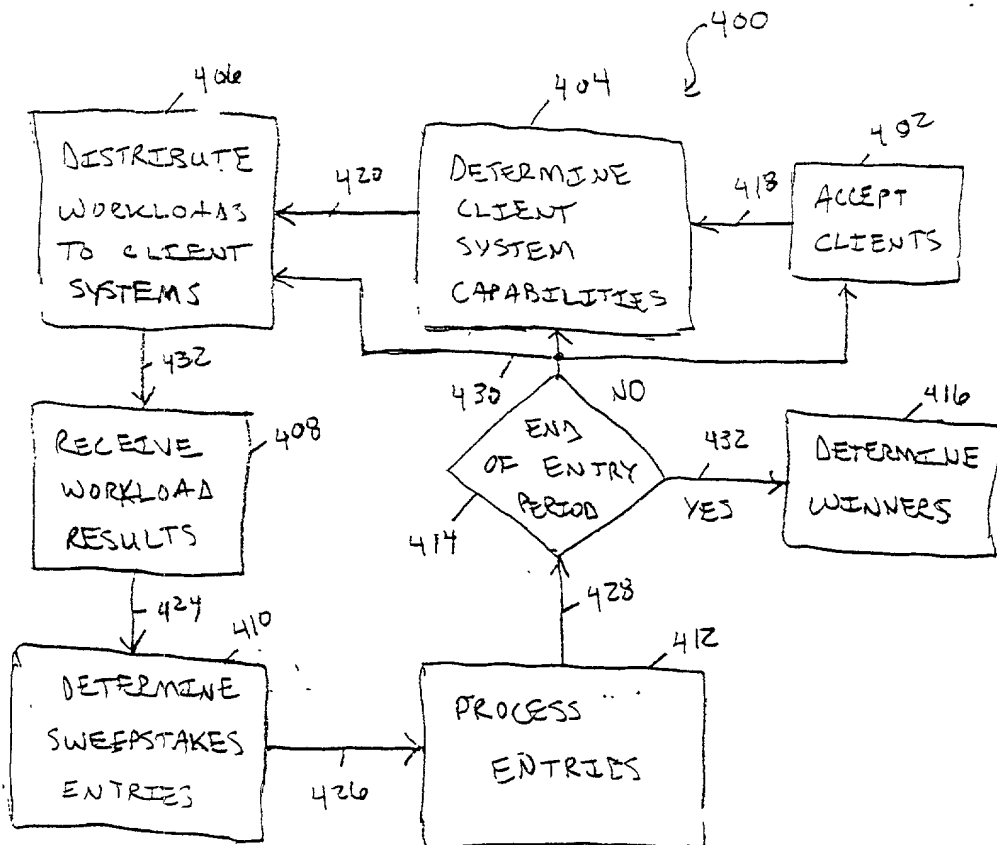 400
406
DISTRIBUTE
WORKLOADS
TO CLIENT
SYSTEMS
420
404
DETERMINE
CLIENT
SYSTEM
CAPABILITIES
418
402
ACCEPT
CLIENTS
432
430
NO
408
RECEIVE
WORKLOAD
RESULTS
END
OF ENTRY
PERIOD
414
432
YES
416
DETERMINE
WINNERS
424
428
410
DETERMINE
SWEEPSTAKES
ENTRIES
426
412
PROCESS
ENTRIES